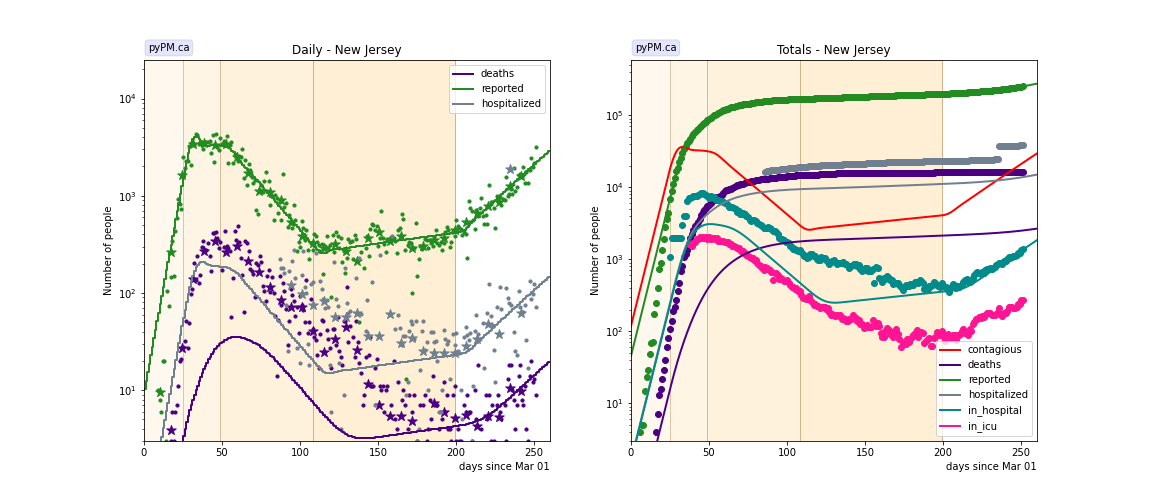 pyPM.ca
Daily - New Jersey
Number of people
10⁴
10³
10²
10¹
0
50
100
150
200
250
days since Mar 01
deaths
reported
hospitalized
pyPM.ca
Totals - New Jersey
Number of people
10⁵
10⁴
10³
10²
10¹
0
50
100
150
200
250
days since Mar 01
contagious
deaths
reported
hospitalized
in_hospital
in_icu